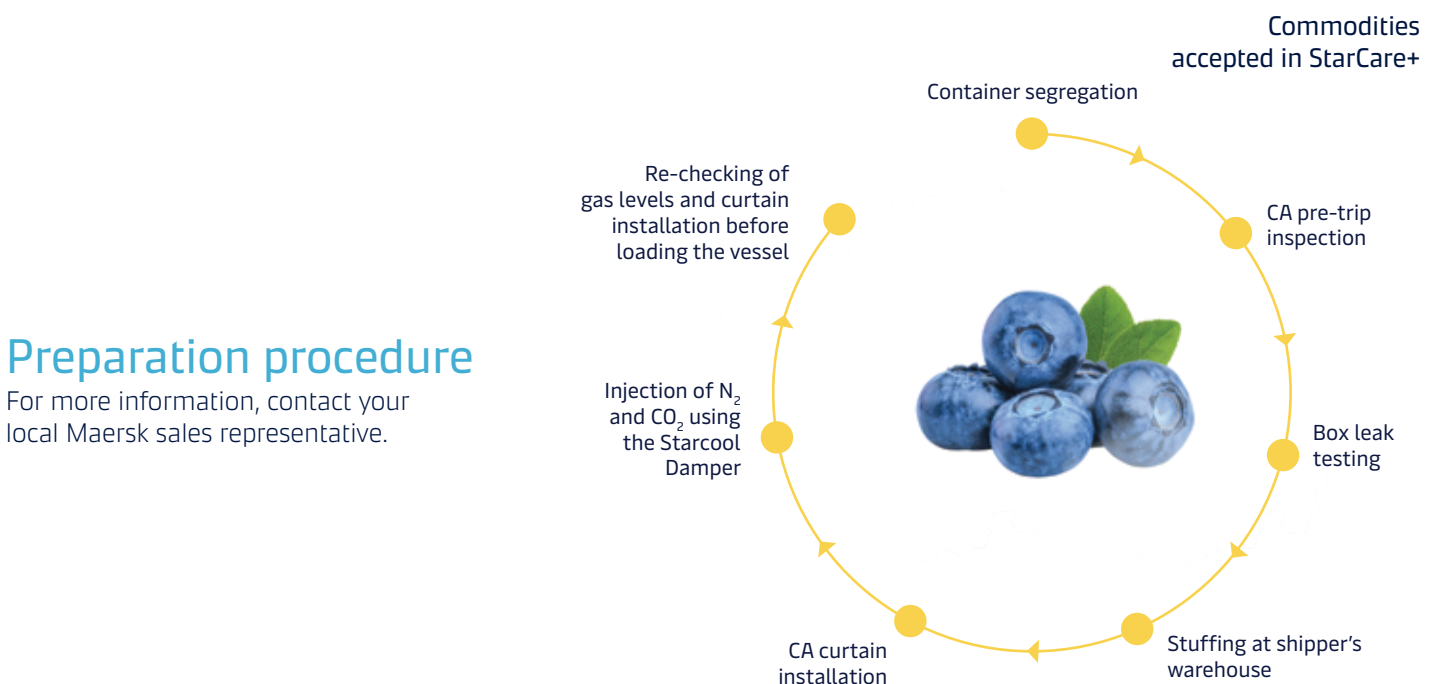 Commodities
accepted in StarCare+
Container segregation
CA pre-trip
inspection
Box leak
testing
Stuffing at shipper's
warehouse
CA curtain
installation
Injection of N₂
and CO₂ using
the Starcool
Damper
Re-checking of
gas levels and curtain
installation before
loading the vessel
Preparation procedure
For more information, contact your
local Maersk sales representative.